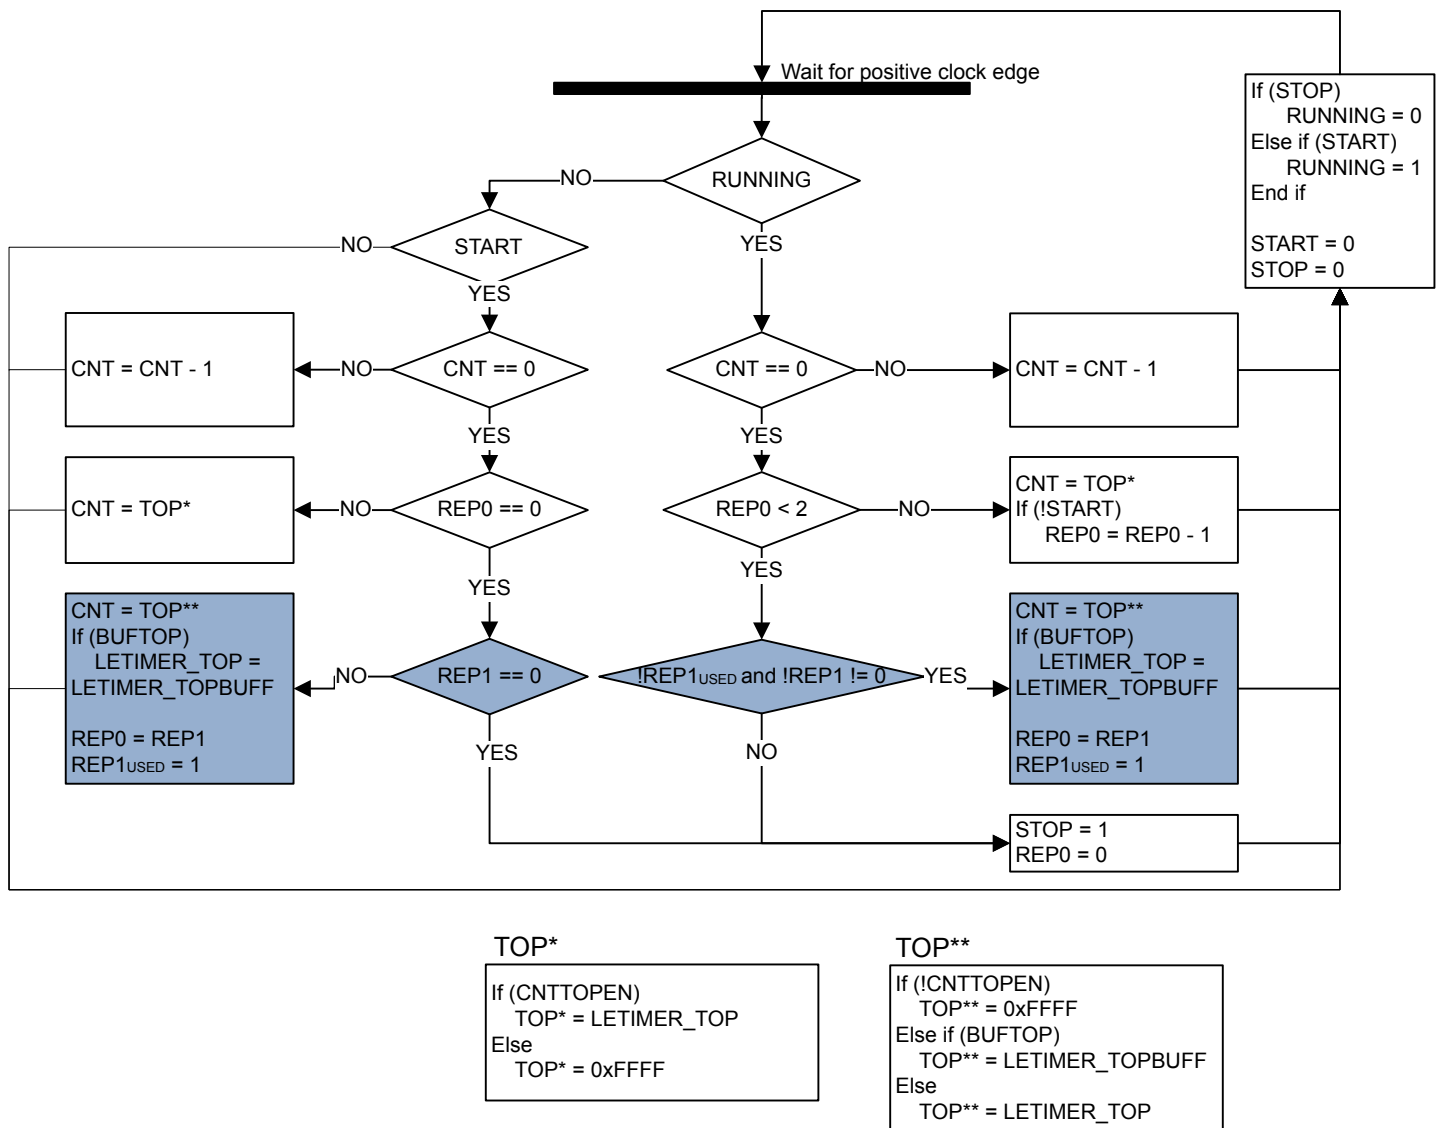 Wait for positive clock edge
If (STOP)
RUNNING = 0
Else if (START)
RUNNING = 1
End if
START = 0
STOP = 0
RUNNING
NO
YES
START
NO
YES
CNT = CNT - 1
NO
CNT == 0
YES
CNT == 0
NO
YES
CNT = CNT - 1
CNT = TOP*
NO
REP0 == 0
YES
REP0 < 2
NO
YES
CNT = TOP*
If (!START)
REP0 = REP0 - 1
CNT = TOP**
If (BUFTOP)
LETIMER_TOP =
LETIMER_TOPBUFF
REP0 = REP1
REP1USED = 1
NO
REP1 == 0
YES
!REP1USED and !REP1 != 0
YES
NO
CNT = TOP**
If (BUFTOP)
LETIMER_TOP =
LETIMER_TOPBUFF
REP0 = REP1
REP1USED = 1
STOP = 1
REP0 = 0
TOP*
If (CNTTOPEN)
TOP* = LETIMER_TOP
Else
TOP* = 0xFFFF
TOP**
If (!CNTTOPEN)
TOP** = 0xFFFF
Else if (BUFTOP)
TOP** = LETIMER_TOPBUFF
Else
TOP** = LETIMER_TOP